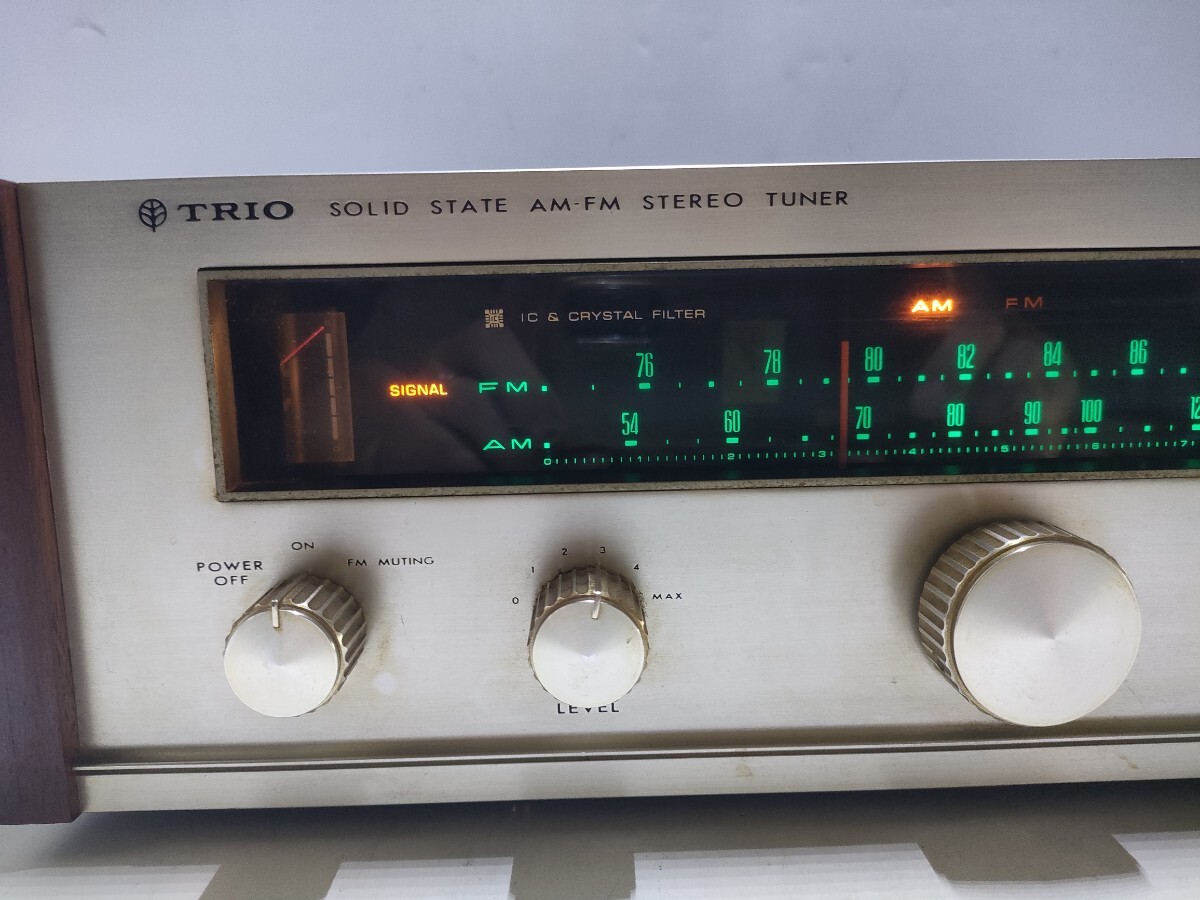 TRIO SOLID STATE AM-FM STEREO TUNER
IC & CRYSTAL FILTER
AM FM
SIGNAL
FM 76 78 80 82 84 86
AM 54 60 70 80 90 100
0 1 2 3 4 5 6 7
POWER OFF
ON
FM MUTING
0 1 2 3 4 MAX
LEVEL